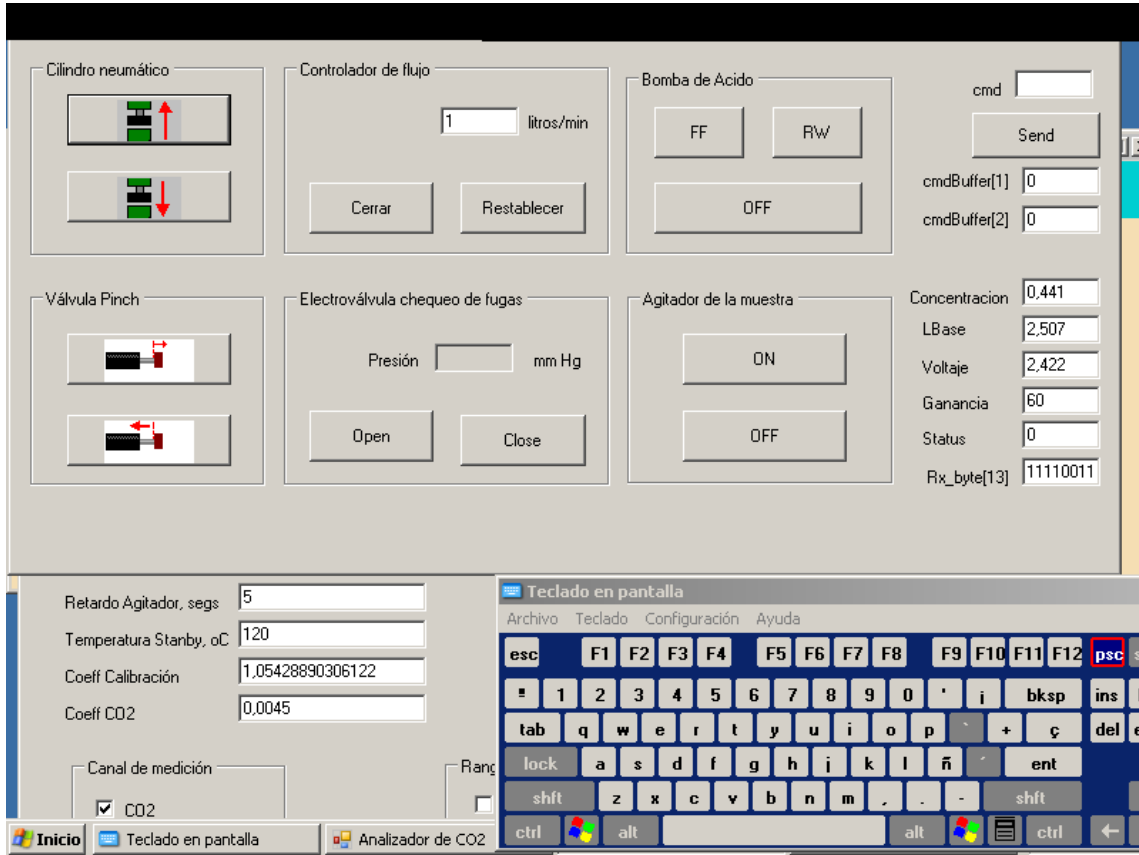 Cilindro neumático
Controlador de flujo
1 litros/min
Cerrar Restablecer
Bomba de Acido
FF RW
OFF
cmd
Send
cmdBuffer[1] 0
cmdBuffer[2] 0
Válvula Pinch
Electroválvula chequeo de fugas
Presión mm Hg
Open Close
Agitador de la muestra
ON
OFF
Concentracion 0,441
LBase 2,507
Voltaje 2,422
Ganancia 60
Status 0
Rx_byte[13] 11110011
Retardo Agitador, segs 5
Temperatura Stanby, oC 120
Coeff Calibración 1,05428890306122
Coeff CO2 0,0045
Canal de medición
CO2
Teclado en pantalla
Archivo Teclado Configuración Ayuda
esc F1 F2 F3 F4 F5 F6 F7 F8 F9 F10 F11 F12 psc
1 2 3 4 5 6 7 8 9 0 ' ¡ bksp ins
tab q w e r t y u i o p ` + ç del
lock a s d f g h j k l ñ ´ ent
shft z x c v b n m , . - shft
ctrl alt alt ctrl ←
Inicio Teclado en pantalla Analizador de CO2